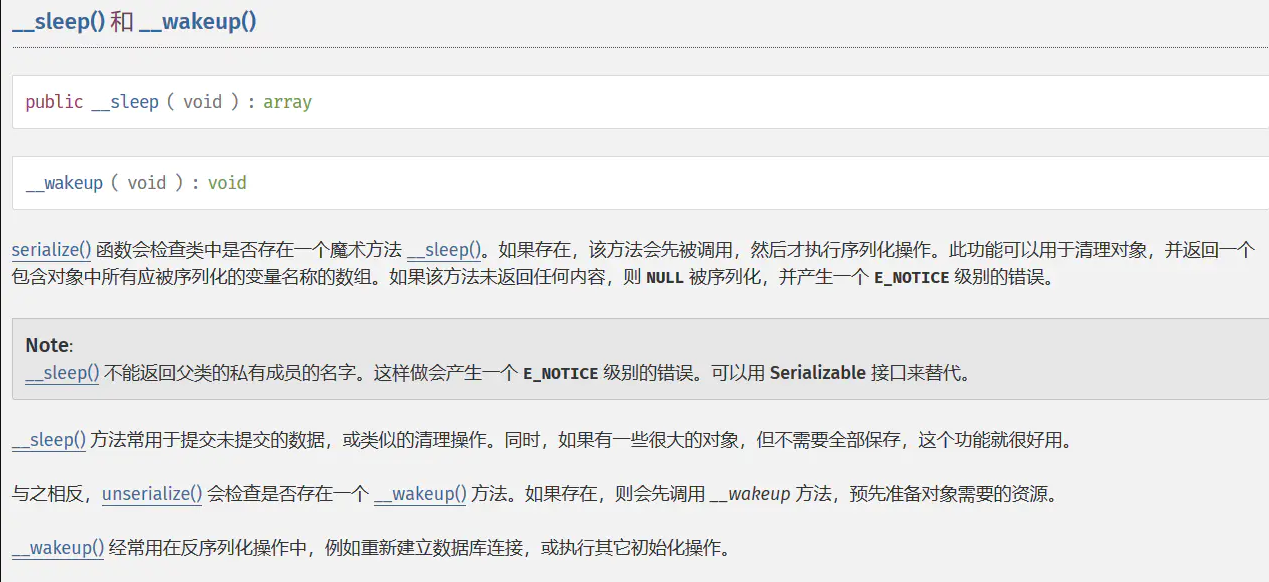 __sleep() 和 __wakeup()
public __sleep ( void ) : array
__wakeup ( void ) : void
serialize() 函数会检查类中是否存在一个魔术方法 __sleep()。如果存在，该方法会先被调用，然后才执行序列化操作。此功能可以用于清理对象，并返回一个
包含对象中所有应被序列化的变量名称的数组。如果该方法未返回任何内容，则 NULL 被序列化，并产生一个 E_NOTICE 级别的错误。
Note:
__sleep() 不能返回父类的私有成员的名字。这样做会产生一个 E_NOTICE 级别的错误。可以用 Serializable 接口来替代。
__sleep() 方法常用于提交未提交的数据，或类似的清理操作。同时，如果有一些很大的对象，但不需要全部保存，这个功能就很好用。
与之相反，unserialize() 会检查是否存在一个 __wakeup() 方法。如果存在，则会先调用 __wakeup 方法，预先准备对象需要的资源。
__wakeup() 经常用在反序列化操作中，例如重新建立数据库连接，或执行其它初始化操作。